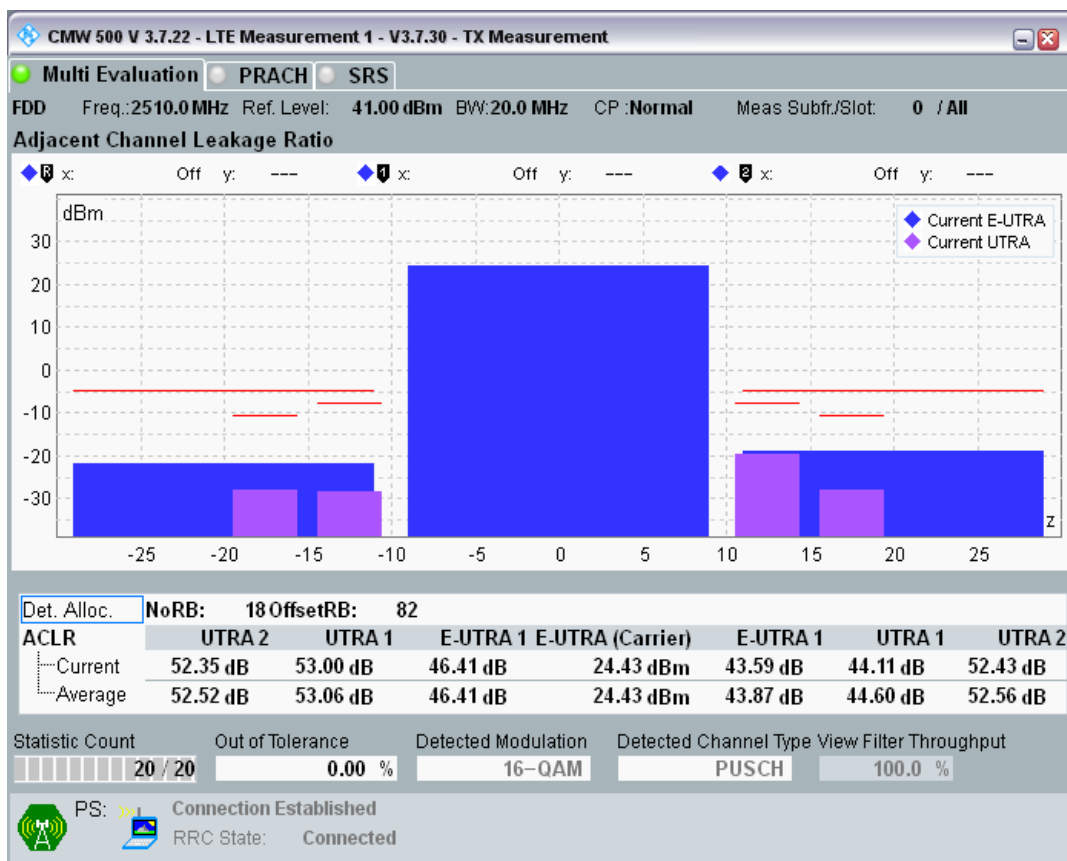 CMW 500 V 3.7.22 - LTE Measurement 1 - V3.7.30 - TX Measurement
Multi Evaluation PRACH SRS
FDD Freq.:2510.0 MHz Ref. Level: 41.00 dBm BW:20.0 MHz CP :Normal Meas Subfr./Slot: 0 / All
Adjacent Channel Leakage Ratio
R x: Off y: --- 1 x: Off y: --- 2 x: Off y: ---
dBm
Current E-UTRA
Current UTRA
30
20
10
0
-10
-20
-30
z
-25 -20 -15 -10 -5 0 5 10 15 20 25
Det. Alloc. NoRB: 18 OffsetRB: 82
ACLR UTRA 2 UTRA 1 E-UTRA 1 E-UTRA (Carrier) E-UTRA 1 UTRA 1 UTRA 2
Current 52.35 dB 53.00 dB 46.41 dB 24.43 dBm 43.59 dB 44.11 dB 52.43 dB
Average 52.52 dB 53.06 dB 46.41 dB 24.43 dBm 43.87 dB 44.60 dB 52.56 dB
Statistic Count Out of Tolerance Detected Modulation Detected Channel Type View Filter Throughput
20 / 20 0.00 % 16-QAM PUSCH 100.0 %
PS: Connection Established
RRC State: Connected